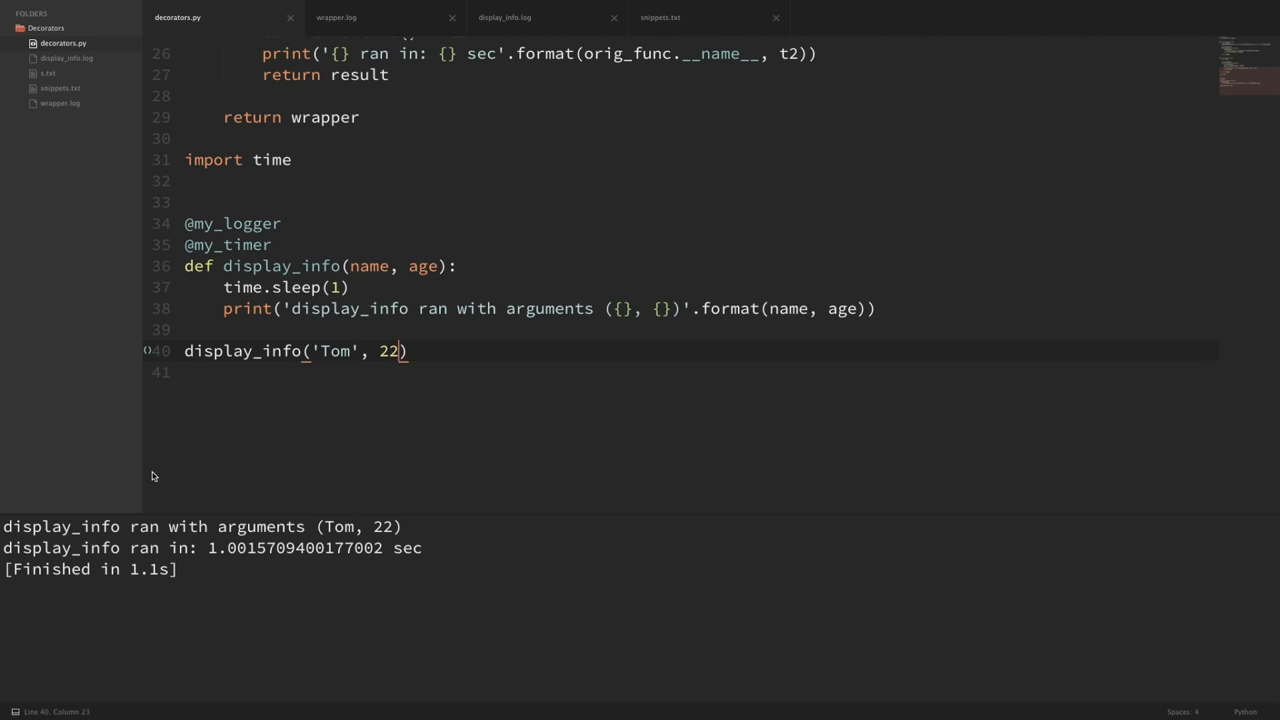 FOLDERS
Decorators
decorators.py
display_info.log
s.txt
snippets.txt
wrapper.log
decorators.py
wrapper.log
display_info.log
snippets.txt
26 print('{} ran in: {} sec'.format(orig_func.__name__, t2))
27 return result
28
29 return wrapper
30
31 import time
32
33
34 @my_logger
35 @my_timer
36 def display_info(name, age):
37 time.sleep(1)
38 print('display_info ran with arguments ({}, {})'.format(name, age))
39
40 display_info('Tom', 22)
41
display_info ran with arguments (Tom, 22)
display_info ran in: 1.0015709400177002 sec
[Finished in 1.1s]
Line 40, Column 23
Spaces: 4
Python